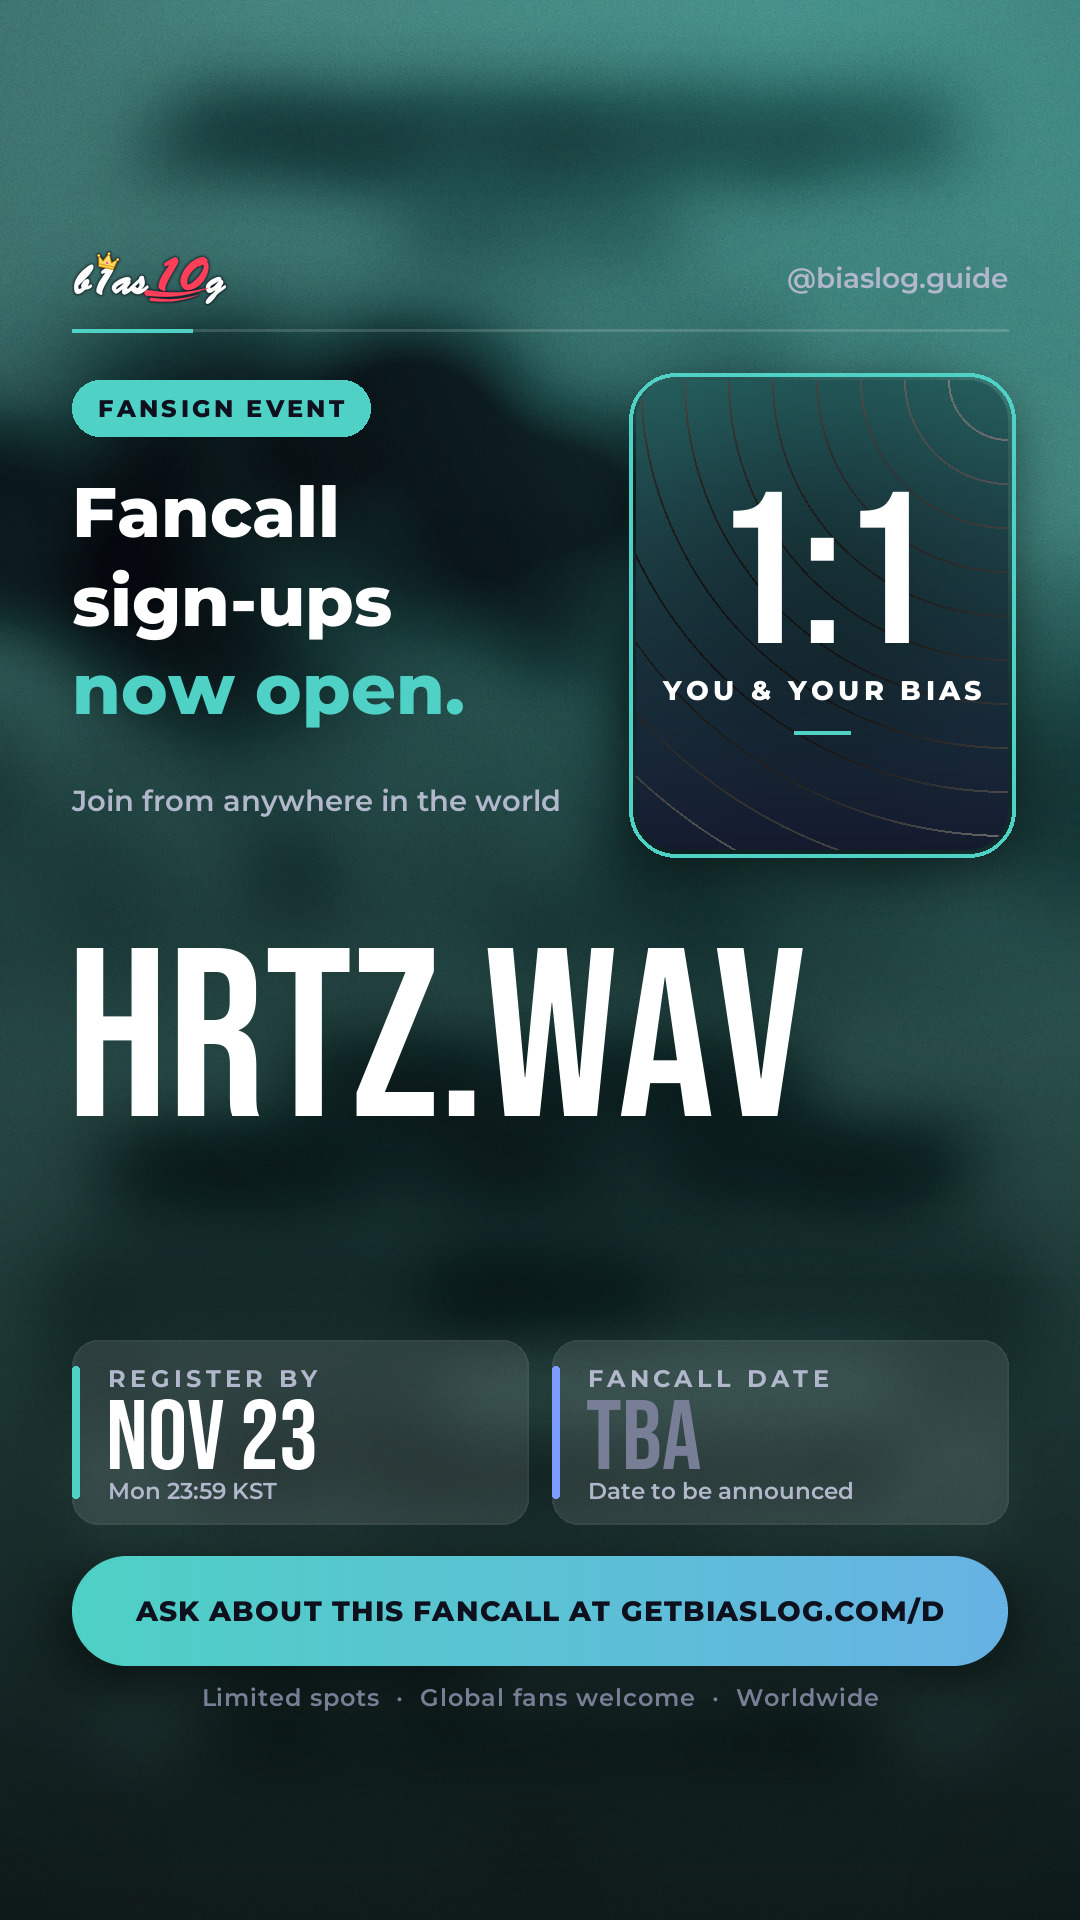 b1as10g
@biaslog.guide
FANSIGN EVENT
Fancall
sign-ups
now open.
Join from anywhere in the world
1:1
YOU & YOUR BIAS
HRTZ.WAV
REGISTER BY
NOV 23
Mon 23:59 KST
FANCALL DATE
TBA
Date to be announced
ASK ABOUT THIS FANCALL AT GETBIASLOG.COM/D
Limited spots · Global fans welcome · Worldwide